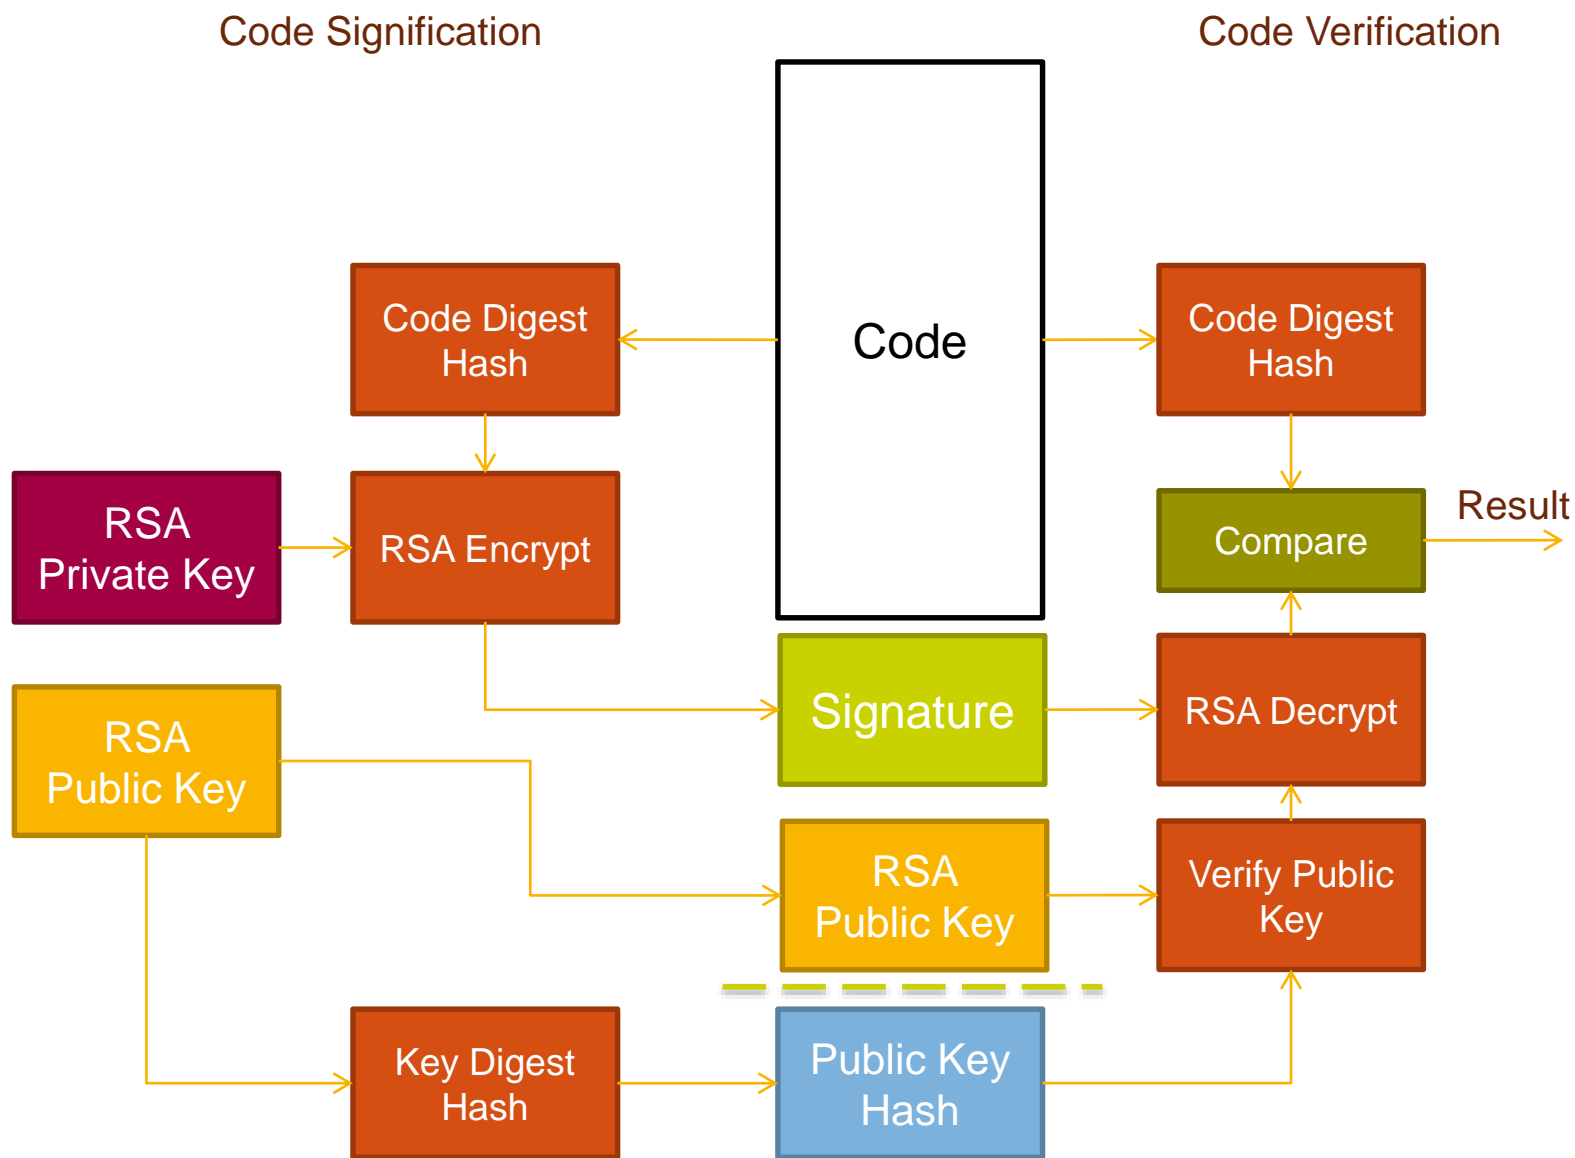 Code Signification
Code Verification
Code Digest
Hash
Code
Code Digest
Hash
RSA
Private Key
RSA Encrypt
Compare
Result
RSA
Public Key
Signature
RSA Decrypt
RSA
Public Key
Verify Public
Key
Key Digest
Hash
Public Key
Hash